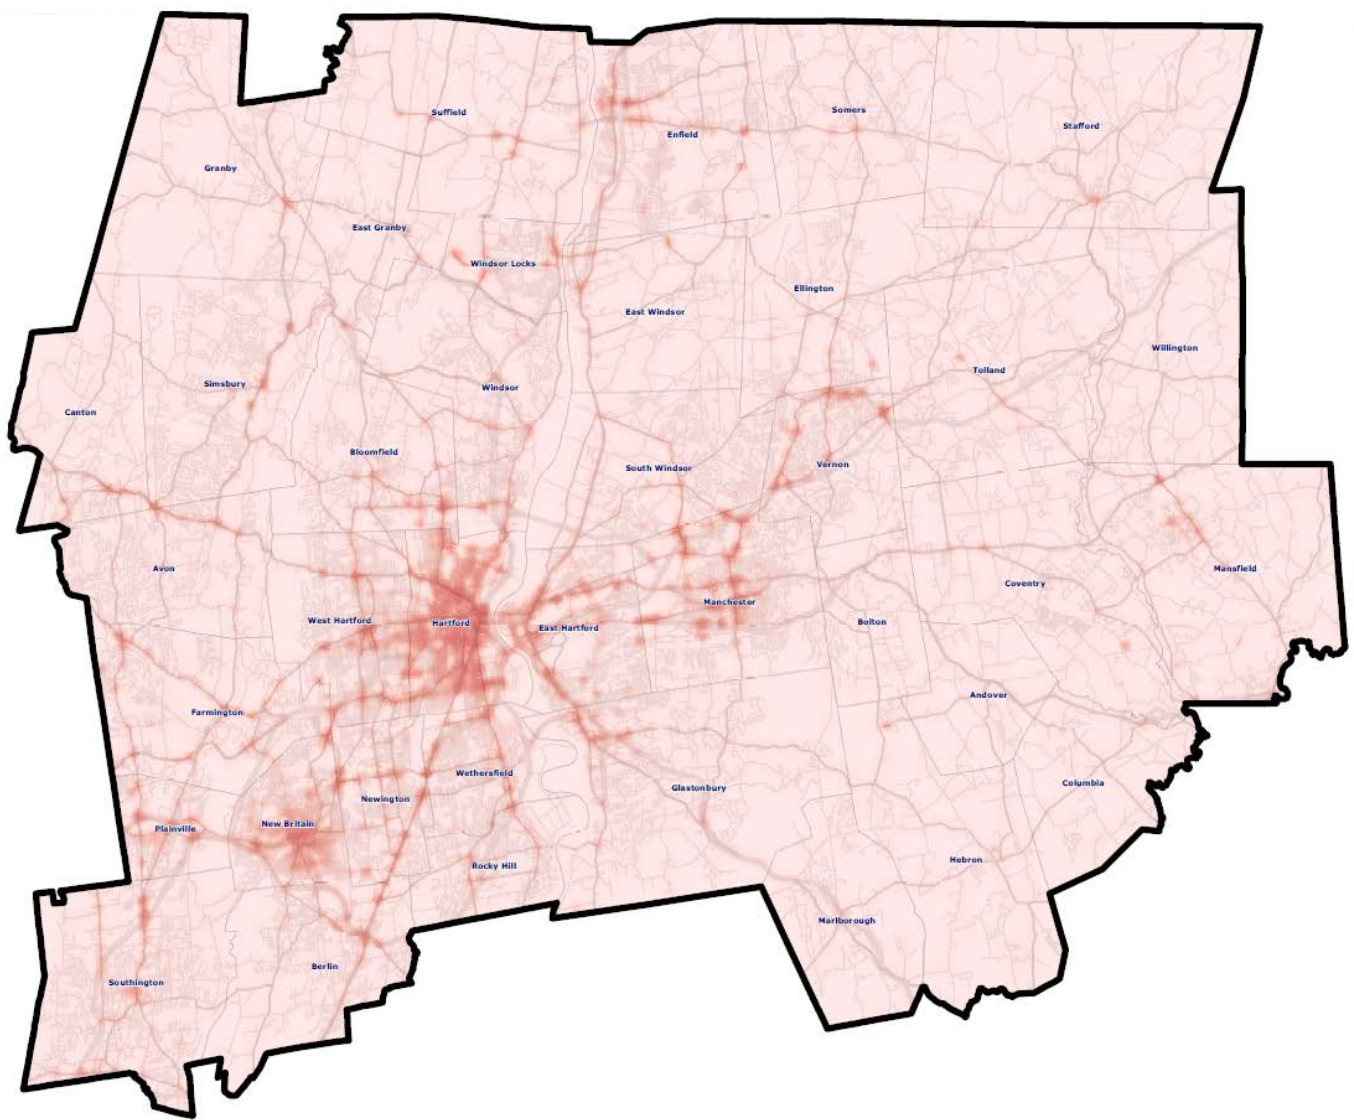 Suffield
Somers
Stafford
Enfield
Granby
East Granby
Windsor Locks
Ellington
East Windsor
Willington
Tolland
Simsbury
Windsor
Canton
Bloomfield
South Windsor
Vernon
Avon
Mansfield
Coventry
Manchester
West Hartford
Hartford
East Hartford
Bolton
Andover
Farmington
Wethersfield
Columbia
Glastonbury
Newington
New Britain
Plainville
Hebron
Rocky Hill
Marlborough
Berlin
Southington